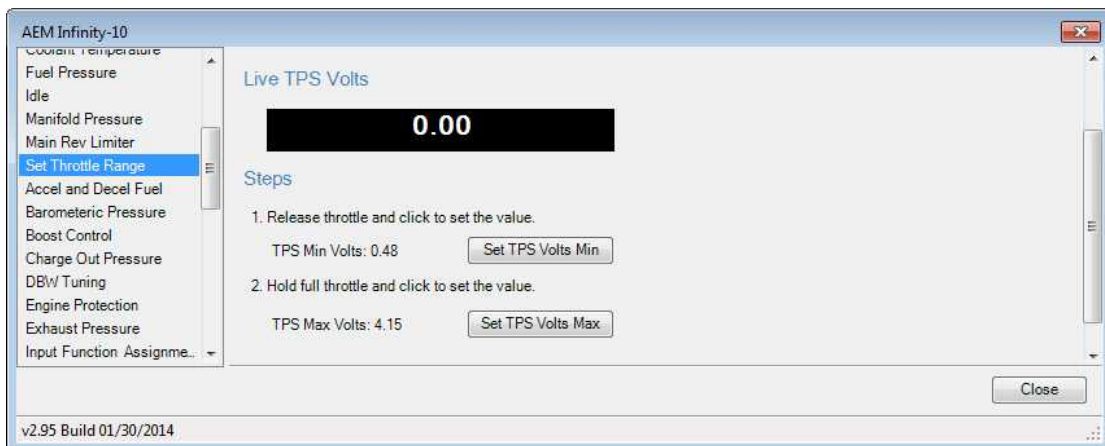 AEM Infinity-10
Coolant Temperature
Fuel Pressure
Idle
Manifold Pressure
Main Rev Limiter
Set Throttle Range
Accel and Decel Fuel
Barometeric Pressure
Boost Control
Charge Out Pressure
DBW Tuning
Engine Protection
Exhaust Pressure
Input Function Assignme...
Live TPS Volts
0.00
Steps
1. Release throttle and click to set the value.
TPS Min Volts: 0.48 Set TPS Volts Min
2. Hold full throttle and click to set the value.
TPS Max Volts: 4.15 Set TPS Volts Max
Close
v2.95 Build 01/30/2014